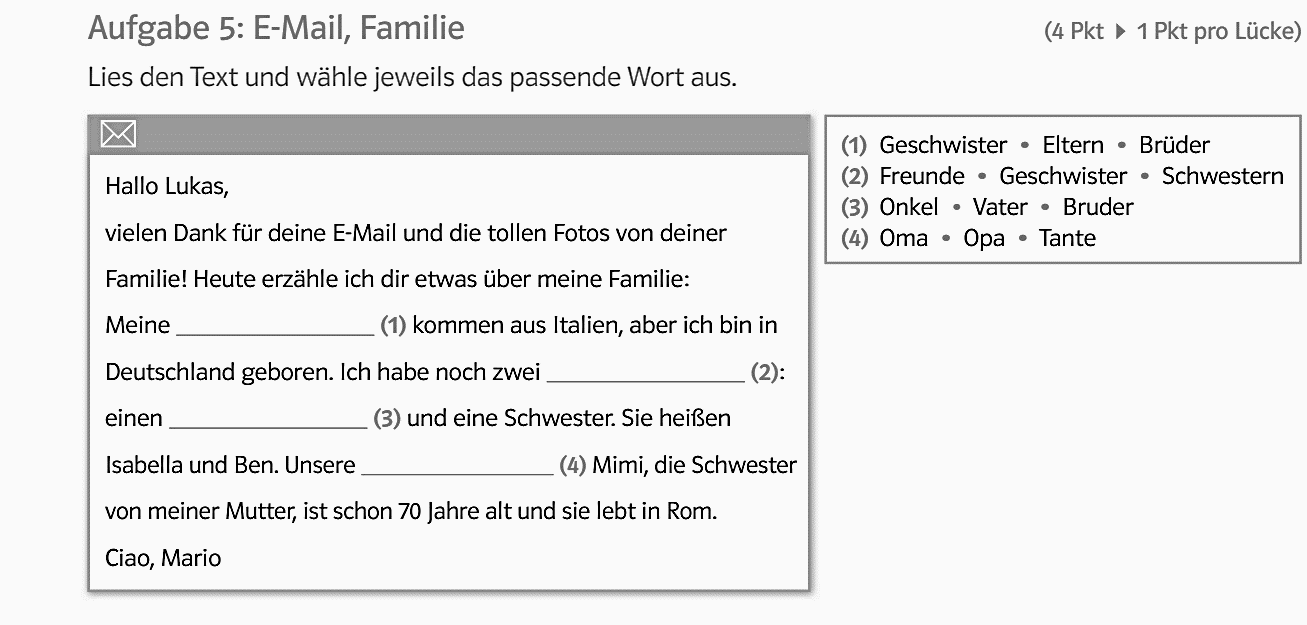 Aufgabe 5: E-Mail, Familie (4 Pkt ▶ 1 Pkt pro Lücke)
Lies den Text und wähle jeweils das passende Wort aus.
Hallo Lukas,
vielen Dank für deine E-Mail und die tollen Fotos von deiner
Familie! Heute erzähle ich dir etwas über meine Familie:
Meine ________________ (1) kommen aus Italien, aber ich bin in
Deutschland geboren. Ich habe noch zwei ________________ (2):
einen ________________ (3) und eine Schwester. Sie heißen
Isabella und Ben. Unsere ________________ (4) Mimi, die Schwester
von meiner Mutter, ist schon 70 Jahre alt und sie lebt in Rom.
Ciao, Mario
(1) Geschwister • Eltern • Brüder
(2) Freunde • Geschwister • Schwestern
(3) Onkel • Vater • Bruder
(4) Oma • Opa • Tante